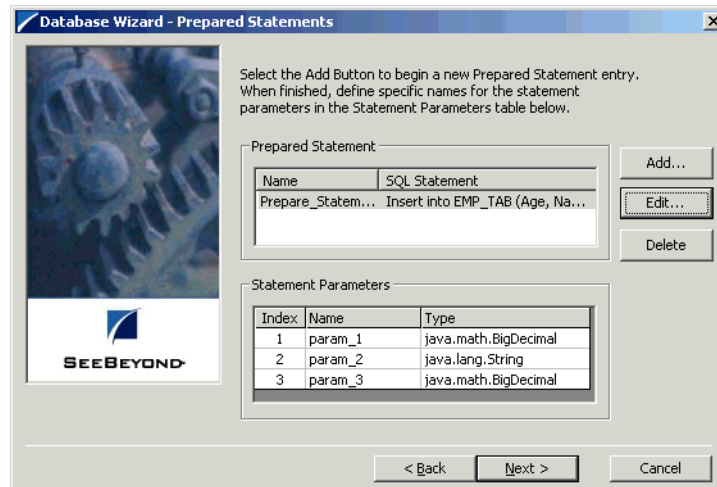 Database Wizard - Prepared Statements
Select the Add Button to begin a new Prepared Statement entry.
When finished, define specific names for the statement
parameters in the Statement Parameters table below.
Prepared Statement
Name SQL Statement
Prepare_Statem... Insert into EMP_TAB (Age, Na...
Add...
Edit...
Delete
Statement Parameters
Index Name Type
1 param_1 java.math.BigDecimal
2 param_2 java.lang.String
3 param_3 java.math.BigDecimal
SEEBEYOND
< Back Next > Cancel